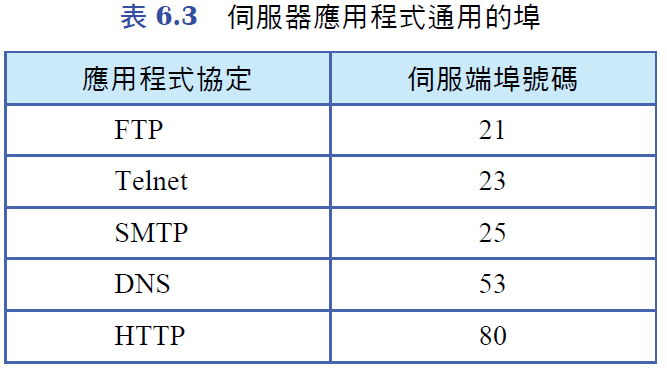 表 6.3 伺服器應用程式通用的埠
應用程式協定 伺服端埠號碼
FTP 21
Telnet 23
SMTP 25
DNS 53
HTTP 80